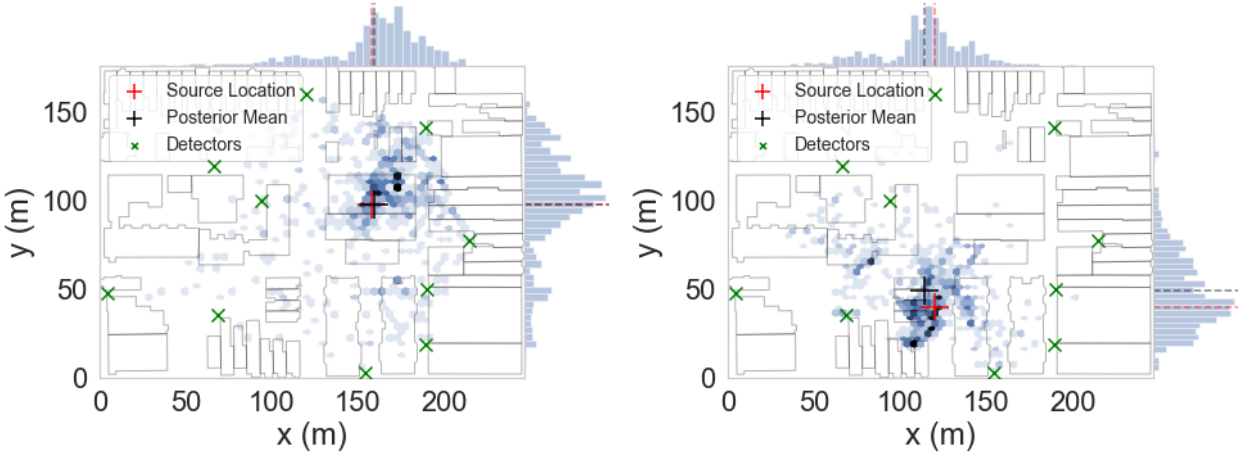 Source Location
Posterior Mean
Detectors
y (m)
150
100
50
0
0 50 100 150 200
x (m)
Source Location
Posterior Mean
Detectors
y (m)
150
100
50
0
0 50 100 150 200
x (m)